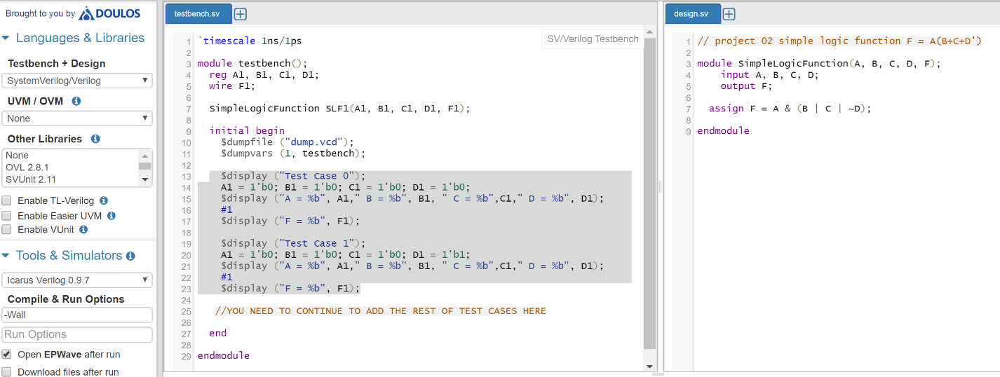 Brought to you by DOULOS
Languages & Libraries
Testbench + Design
SystemVerilog/Verilog
UVM / OVM
None
Other Libraries
None
OVL 2.8.1
SVUnit 2.11
Enable TL-Verilog
Enable Easier UVM
Enable VUnit
Tools & Simulators
Icarus Verilog 0.9.7
Compile & Run Options
-Wall
Run Options
Open EPWave after run
Download files after run
testbench.sv
SV/Verilog Testbench
1 `timescale 1ns/1ps
2
3 module testbench();
4 reg A1, B1, C1, D1;
5 wire F1;
6
7 SimpleLogicFunction SLF1(A1, B1, C1, D1, F1);
8
9 initial begin
10 $dumpfile ("dump.vcd");
11 $dumpvars (1, testbench);
12
13 $display ("Test Case 0");
14 A1 = 1'b0; B1 = 1'b0; C1 = 1'b0; D1 = 1'b0;
15 $display ("A = %b", A1," B = %b", B1, " C = %b",C1," D = %b", D1);
16 #1
17 $display ("F = %b", F1);
18
19 $display ("Test Case 1");
20 A1 = 1'b0; B1 = 1'b0; C1 = 1'b0; D1 = 1'b1;
21 $display ("A = %b", A1," B = %b", B1, " C = %b",C1," D = %b", D1);
22 #1
23 $display ("F = %b", F1);
24
25 //YOU NEED TO CONTINUE TO ADD THE REST OF TEST CASES HERE
26
27 end
28
29 endmodule
design.sv
1 // project 02 simple logic function F = A(B+C+D')
2
3 module SimpleLogicFunction(A, B, C, D, F);
4 input A, B, C, D;
5 output F;
6
7 assign F = A & (B | C | ~D);
8
9 endmodule